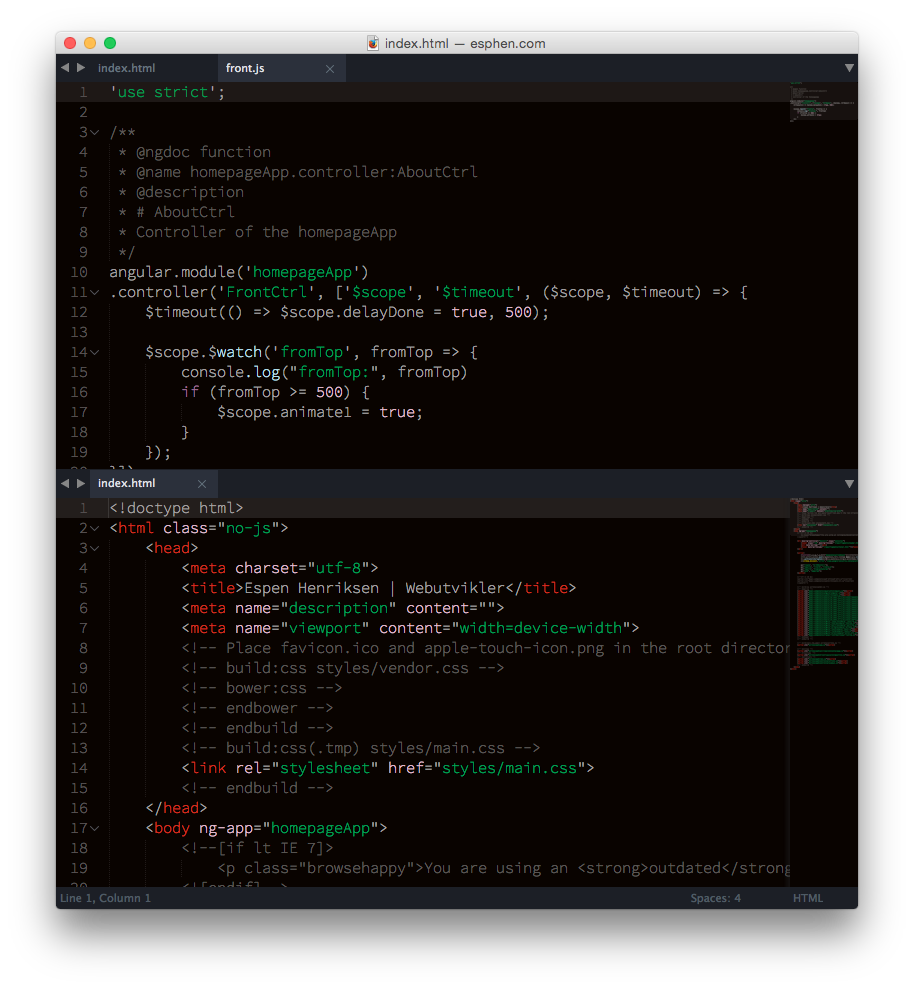 index.html — esphen.com
index.html front.js
1 'use strict';
2
3 /**
4 * @ngdoc function
5 * @name homepageApp.controller:AboutCtrl
6 * @description
7 * # AboutCtrl
8 * Controller of the homepageApp
9 */
10 angular.module('homepageApp')
11 .controller('FrontCtrl', ['$scope', '$timeout', ($scope, $timeout) => {
12 $timeout(() => $scope.delayDone = true, 500);
13
14 $scope.$watch('fromTop', fromTop => {
15 console.log("fromTop:", fromTop)
16 if (fromTop >= 500) {
17 $scope.animate1 = true;
18 }
19 });
20 }])
index.html
1 <!doctype html>
2 <html class="no-js">
3 <head>
4 <meta charset="utf-8">
5 <title>Espen Henriksen | Webutvikler</title>
6 <meta name="description" content="">
7 <meta name="viewport" content="width=device-width">
8 <!-- Place favicon.ico and apple-touch-icon.png in the root director
9 <!-- build:css styles/vendor.css -->
10 <!-- bower:css -->
11 <!-- endbower -->
12 <!-- endbuild -->
13 <!-- build:css(.tmp) styles/main.css -->
14 <link rel="stylesheet" href="styles/main.css">
15 <!-- endbuild -->
16 </head>
17 <body ng-app="homepageApp">
18 <!--[if lt IE 7]>
19 <p class="browsehappy">You are using an <strong>outdated</strong
20 <![endif]-->
Line 1, Column 1 Spaces: 4 HTML